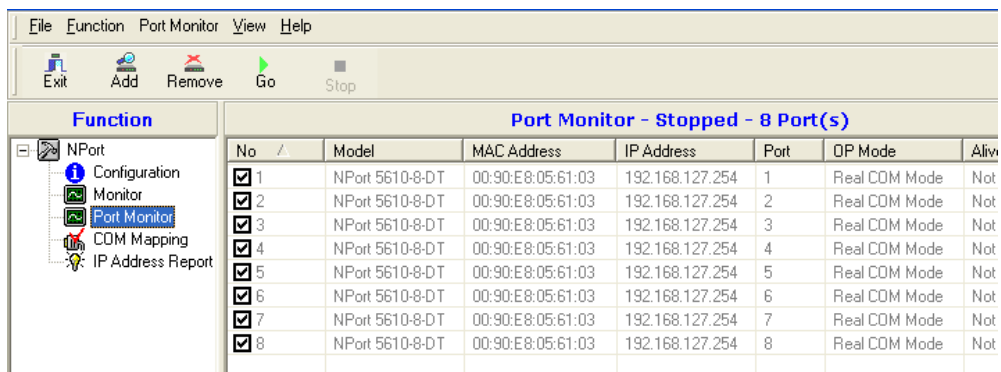 File Function Port Monitor View Help
Exit Add Remove Go Stop
Function
Port Monitor - Stopped - 8 Port(s)
NPort
Configuration
Monitor
Port Monitor
COM Mapping
IP Address Report
No Model MAC Address IP Address Port OP Mode Aliv
1 NPort 5610-8-DT 00:90:E8:05:61:03 192.168.127.254 1 Real COM Mode Not
2 NPort 5610-8-DT 00:90:E8:05:61:03 192.168.127.254 2 Real COM Mode Not
3 NPort 5610-8-DT 00:90:E8:05:61:03 192.168.127.254 3 Real COM Mode Not
4 NPort 5610-8-DT 00:90:E8:05:61:03 192.168.127.254 4 Real COM Mode Not
5 NPort 5610-8-DT 00:90:E8:05:61:03 192.168.127.254 5 Real COM Mode Not
6 NPort 5610-8-DT 00:90:E8:05:61:03 192.168.127.254 6 Real COM Mode Not
7 NPort 5610-8-DT 00:90:E8:05:61:03 192.168.127.254 7 Real COM Mode Not
8 NPort 5610-8-DT 00:90:E8:05:61:03 192.168.127.254 8 Real COM Mode Not